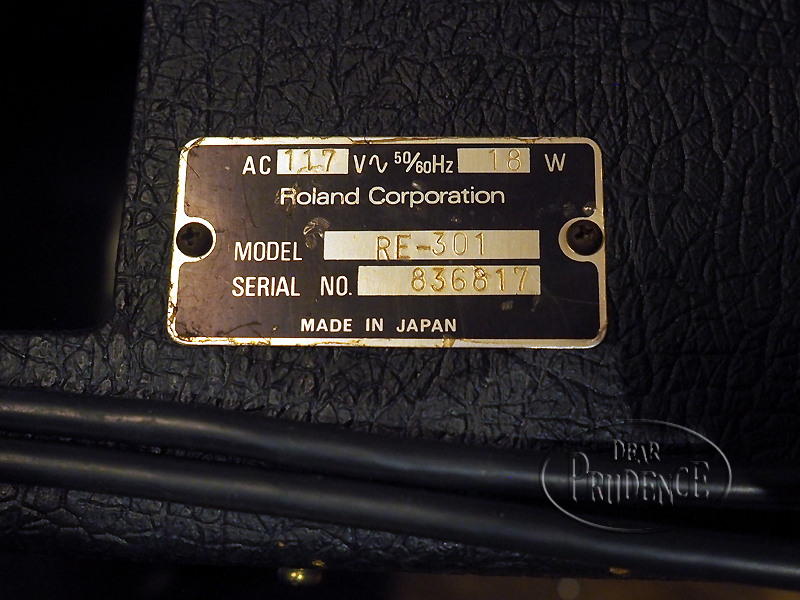 AC 117 V∿ 50/60Hz 18 W
Roland Corporation
MODEL RE-301
SERIAL NO. 836817
MADE IN JAPAN
DEAR
PRUDENCE